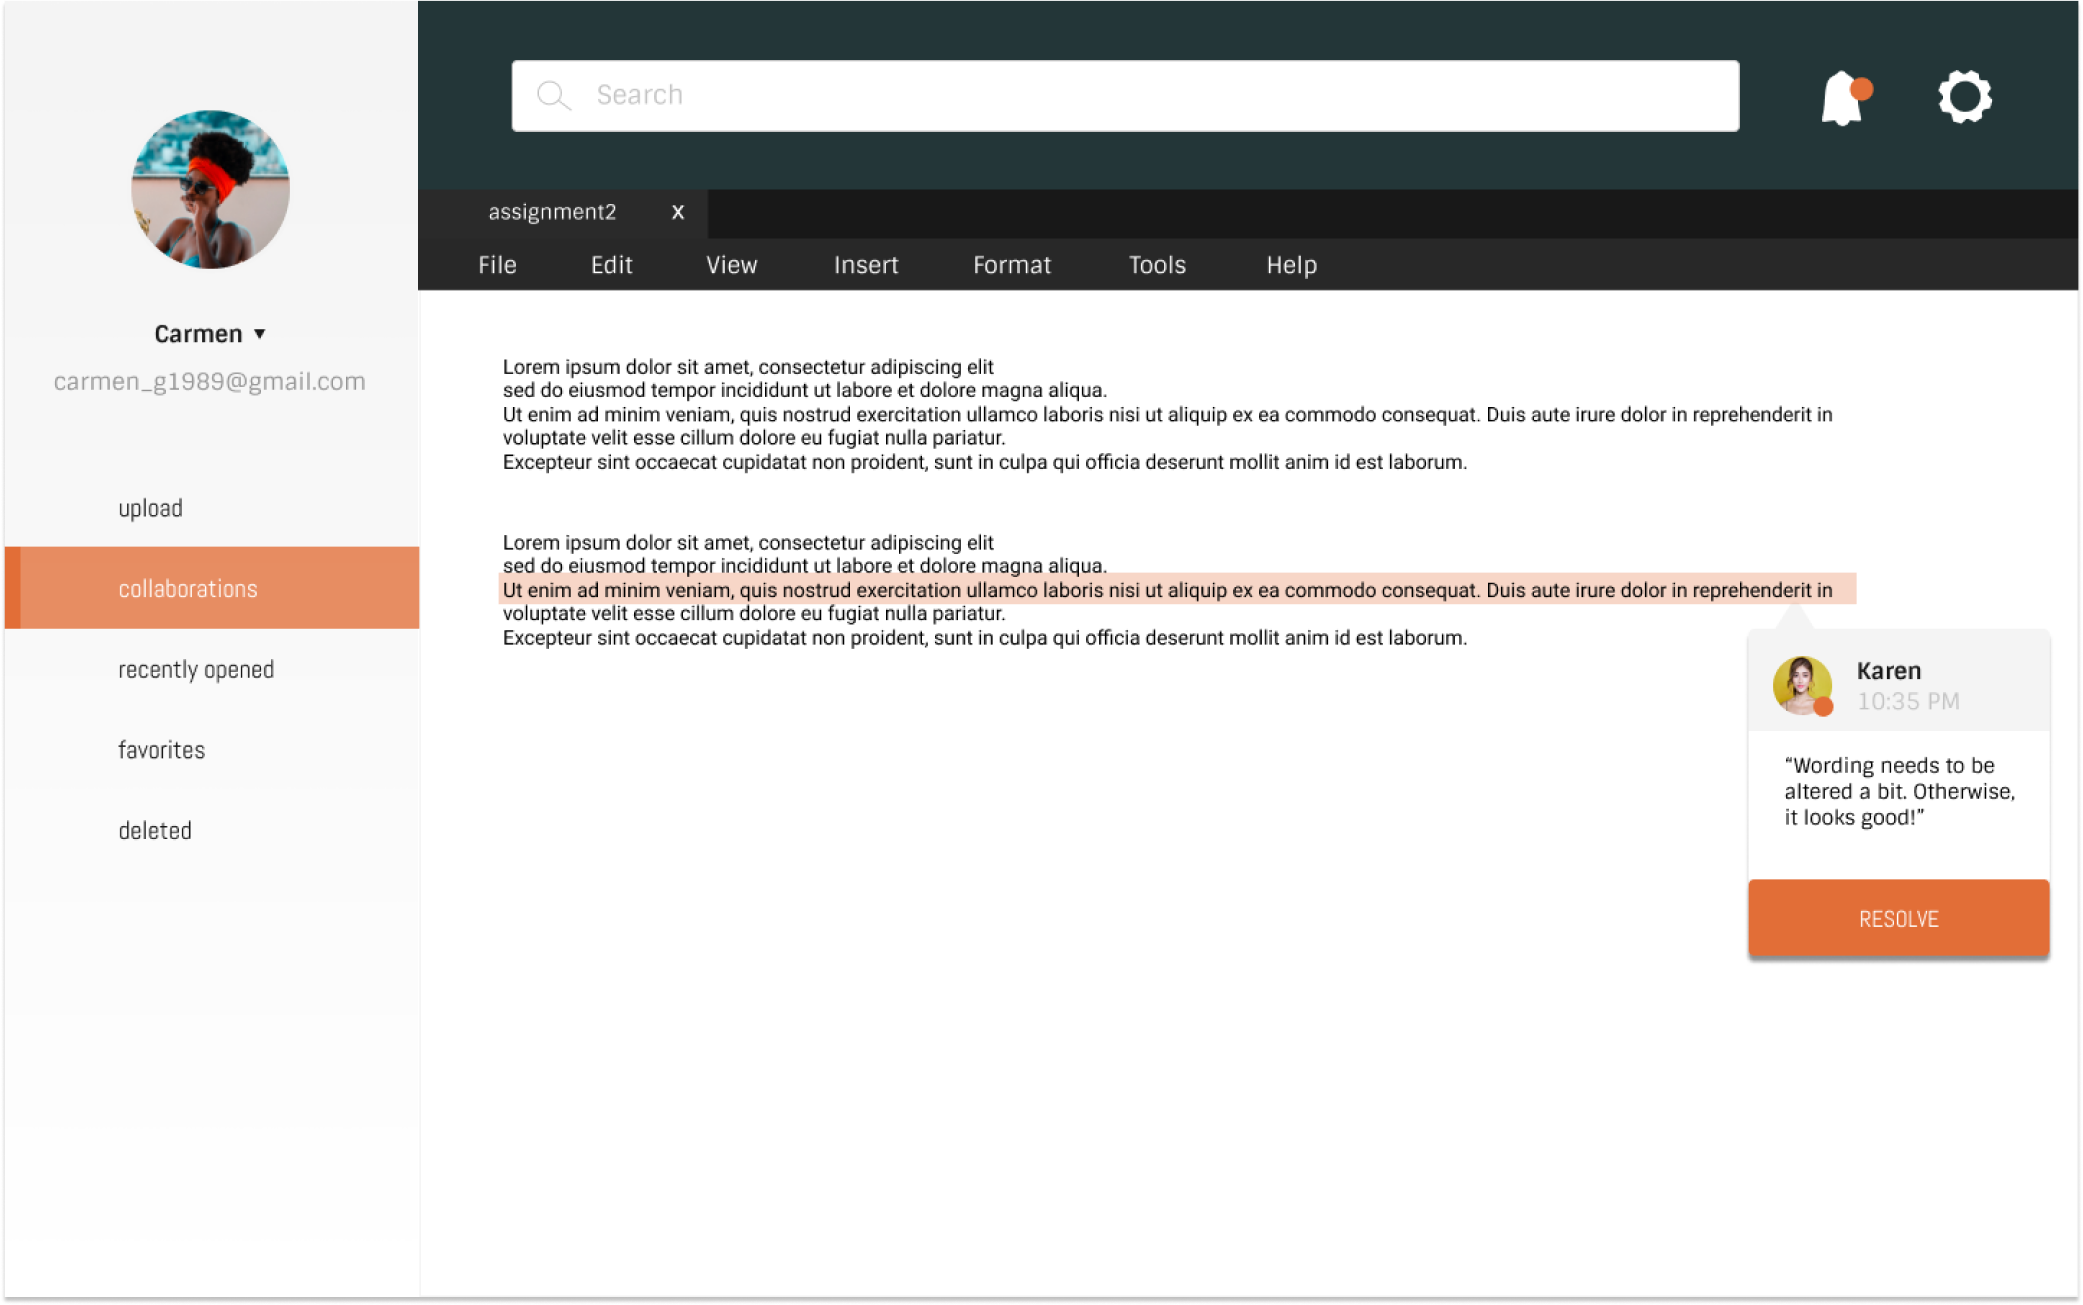 Search
assignment2 x
File Edit View Insert Format Tools Help
Carmen ▼
carmen_g1989@gmail.com
upload
collaborations
recently opened
favorites
deleted
Lorem ipsum dolor sit amet, consectetur adipiscing elit
sed do eiusmod tempor incididunt ut labore et dolore magna aliqua.
Ut enim ad minim veniam, quis nostrud exercitation ullamco laboris nisi ut aliquip ex ea commodo consequat. Duis aute irure dolor in reprehenderit in
voluptate velit esse cillum dolore eu fugiat nulla pariatur.
Excepteur sint occaecat cupidatat non proident, sunt in culpa qui officia deserunt mollit anim id est laborum.
Lorem ipsum dolor sit amet, consectetur adipiscing elit
sed do eiusmod tempor incididunt ut labore et dolore magna aliqua.
Ut enim ad minim veniam, quis nostrud exercitation ullamco laboris nisi ut aliquip ex ea commodo consequat. Duis aute irure dolor in reprehenderit in
voluptate velit esse cillum dolore eu fugiat nulla pariatur.
Excepteur sint occaecat cupidatat non proident, sunt in culpa qui officia deserunt mollit anim id est laborum.
Karen
10:35 PM
“Wording needs to be
altered a bit. Otherwise,
it looks good!”
RESOLVE